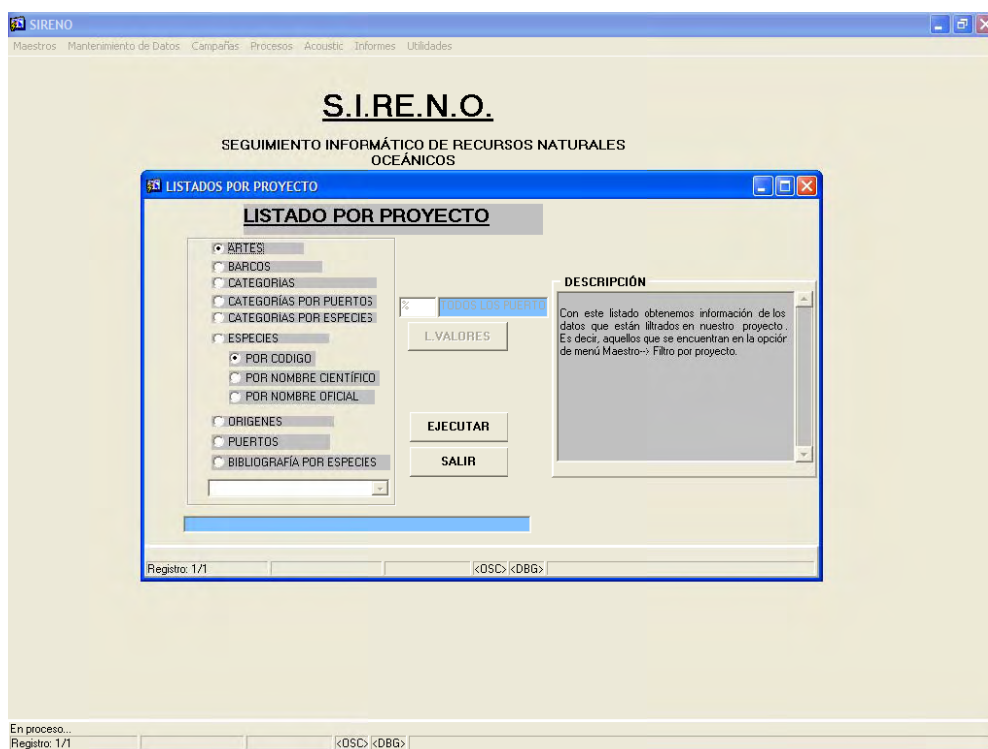 SIRENO
Maestros Mantenimiento de Datos Campañas Procesos Acoustic Informes Utilidades
S.I.RE.N.O.
SEGUIMIENTO INFORMÁTICO DE RECURSOS NATURALES
OCEÁNICOS
LISTADOS POR PROYECTO
LISTADO POR PROYECTO
ARTES
BARCOS
CATEGORÍAS
CATEGORÍAS POR PUERTOS
% TODOS LOS PUERTO
CATEGORIAS POR ESPECIES
L.VALORES
ESPECIES
POR CODIGO
POR NOMBRE CIENTÍFICO
POR NOMBRE OFICIAL
ORIGENES
PUERTOS
BIBLIOGRAFÍA POR ESPECIES
EJECUTAR
SALIR
DESCRIPCIÓN
Con este listado obtenemos información de los
datos que están liltrados en nuestro proyecto .
Es decir, aquellos que se encuentran en la opción
de menú Maestro--> Filtro por proyecto.
Registro: 1/1 <OSC> <DBG>
En proceso...
Registro: 1/1 <OSC> <DBG>